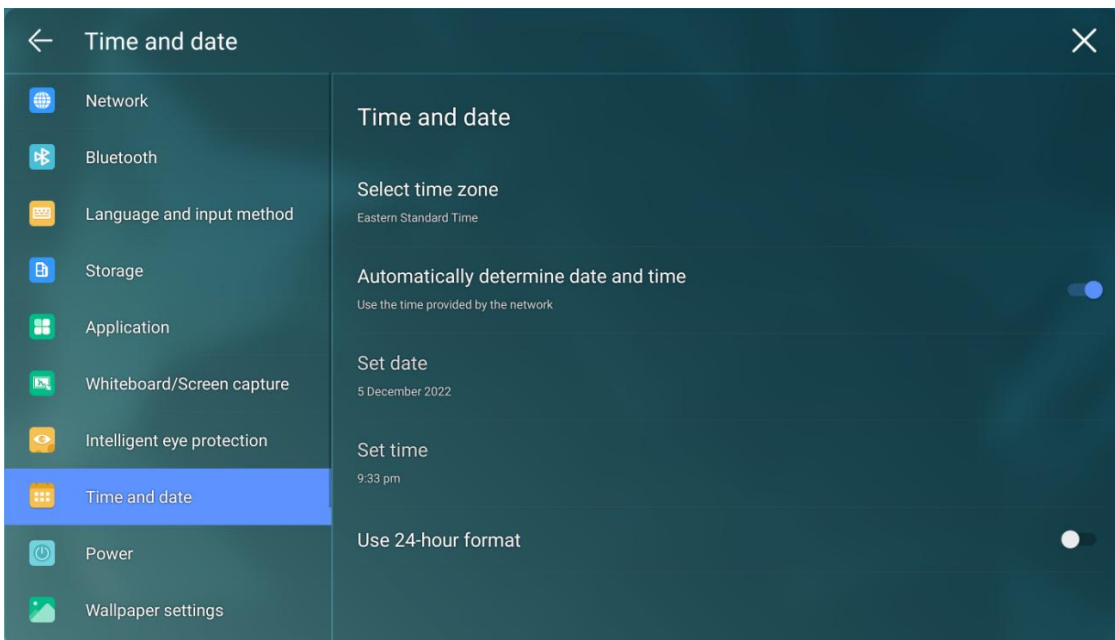 Time and date
Network
Bluetooth
Language and input method
Storage
Application
Whiteboard/Screen capture
Intelligent eye protection
Time and date
Power
Wallpaper settings
Time and date
Select time zone
Eastern Standard Time
Automatically determine date and time
Use the time provided by the network
Set date
5 December 2022
Set time
9:33 pm
Use 24-hour format